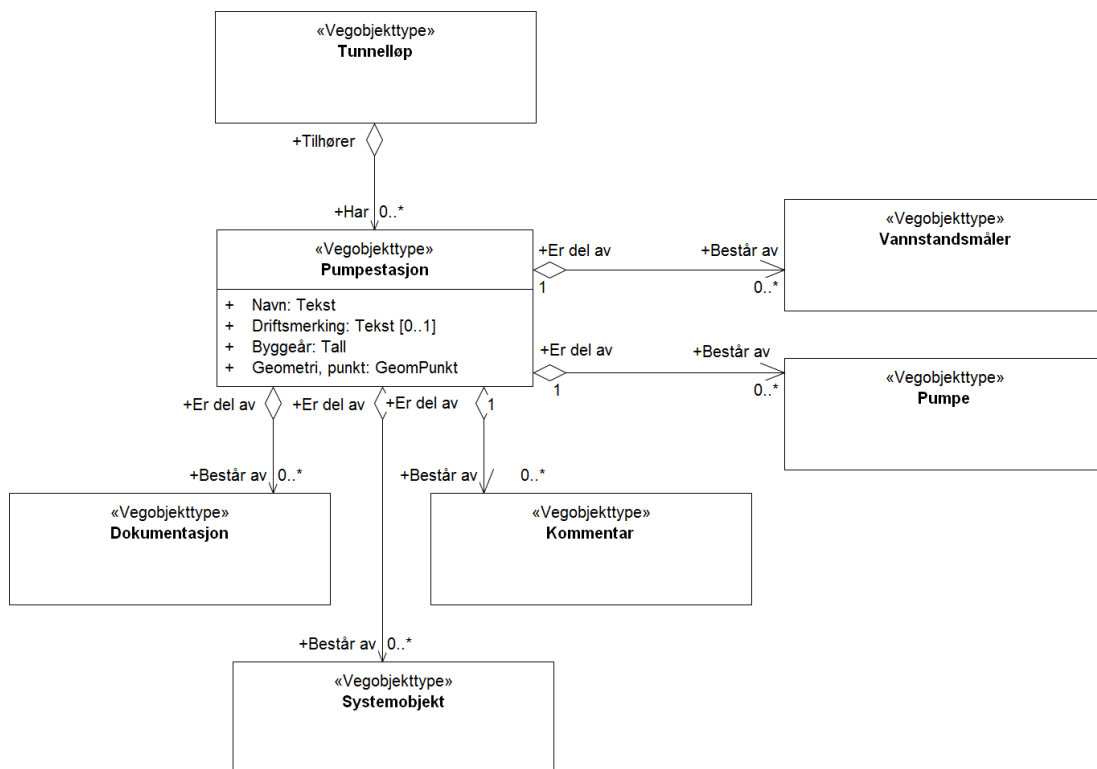 «Vegobjekttype»
Tunnelløp
+Tilhører
+Har 0..*
«Vegobjekttype»
Pumpestasjon
+ Navn: Tekst
+ Driftsmerking: Tekst [0..1]
+ Byggeår: Tall
+ Geometri, punkt: GeomPunkt
+Er del av
1
+Består av
0..*
«Vegobjekttype»
Vannstandsmåler
+Er del av
1
+Består av
0..*
«Vegobjekttype»
Pumpe
+Er del av
+Består av 0..*
«Vegobjekttype»
Dokumentasjon
+Er del av
+Består av 0..*
«Vegobjekttype»
Systemobjekt
+Er del av 1
+Består av 0..*
«Vegobjekttype»
Kommentar